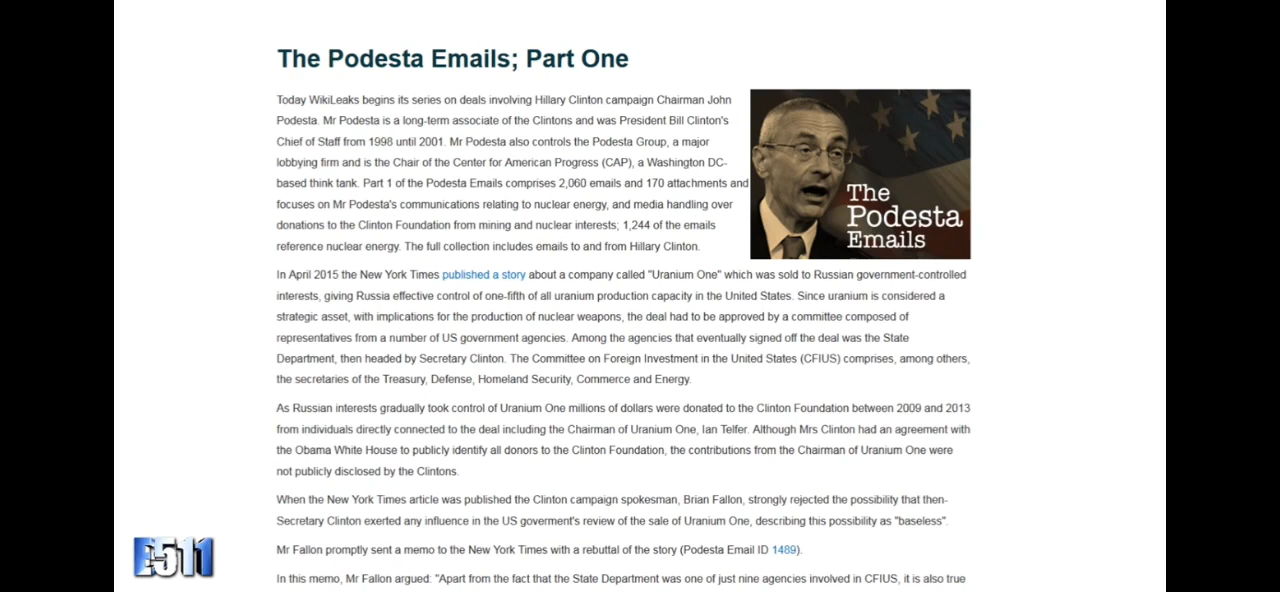 The Podesta Emails; Part One
Today WikiLeaks begins its series on deals involving Hillary Clinton campaign Chairman John
Podesta. Mr Podesta is a long-term associate of the Clintons and was President Bill Clinton's
Chief of Staff from 1998 until 2001. Mr Podesta also controls the Podesta Group, a major
lobbying firm and is the Chair of the Center for American Progress (CAP), a Washington DC-
based think tank. Part 1 of the Podesta Emails comprises 2,060 emails and 170 attachments and
focuses on Mr Podesta's communications relating to nuclear energy, and media handling over
donations to the Clinton Foundation from mining and nuclear interests; 1,244 of the emails
reference nuclear energy. The full collection includes emails to and from Hillary Clinton.
The
Podesta
Emails
In April 2015 the New York Times published a story about a company called "Uranium One" which was sold to Russian government-controlled
interests, giving Russia effective control of one-fifth of all uranium production capacity in the United States. Since uranium is considered a
strategic asset, with implications for the production of nuclear weapons, the deal had to be approved by a committee composed of
representatives from a number of US government agencies. Among the agencies that eventually signed off the deal was the State
Department, then headed by Secretary Clinton. The Committee on Foreign Investment in the United States (CFIUS) comprises, among others,
the secretaries of the Treasury, Defense, Homeland Security, Commerce and Energy.
As Russian interests gradually took control of Uranium One millions of dollars were donated to the Clinton Foundation between 2009 and 2013
from individuals directly connected to the deal including the Chairman of Uranium One, Ian Telfer. Although Mrs Clinton had an agreement with
the Obama White House to publicly identify all donors to the Clinton Foundation, the contributions from the Chairman of Uranium One were
not publicly disclosed by the Clintons.
When the New York Times article was published the Clinton campaign spokesman, Brian Fallon, strongly rejected the possibility that then-
Secretary Clinton exerted any influence in the US goverment's review of the sale of Uranium One, describing this possibility as "baseless".
Mr Fallon promptly sent a memo to the New York Times with a rebuttal of the story (Podesta Email ID 1489).
In this memo, Mr Fallon argued: "Apart from the fact that the State Department was one of just nine agencies involved in CFIUS, it is also true
E511